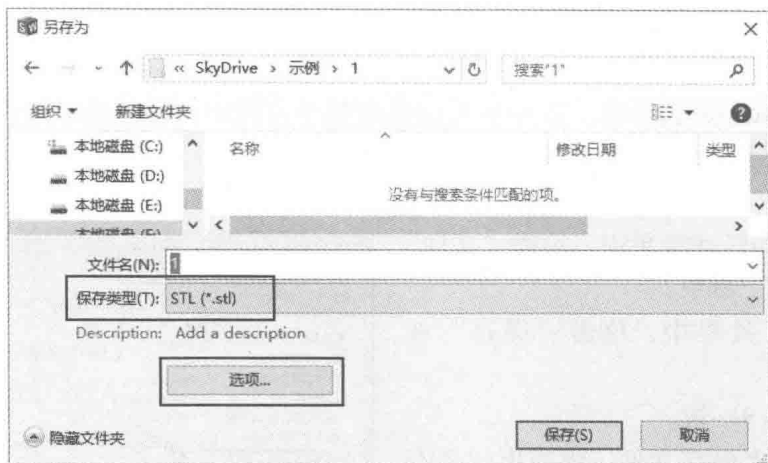 另存为
« SkyDrive › 示例 › 1
搜索"1"
组织
新建文件夹
本地磁盘 (C:)
本地磁盘 (D:)
本地磁盘 (E:)
名称
修改日期
类型
没有与搜索条件匹配的项。
文件名(N): 1
保存类型(T): STL (*.stl)
Description: Add a description
选项...
隐藏文件夹
保存(S)
取消